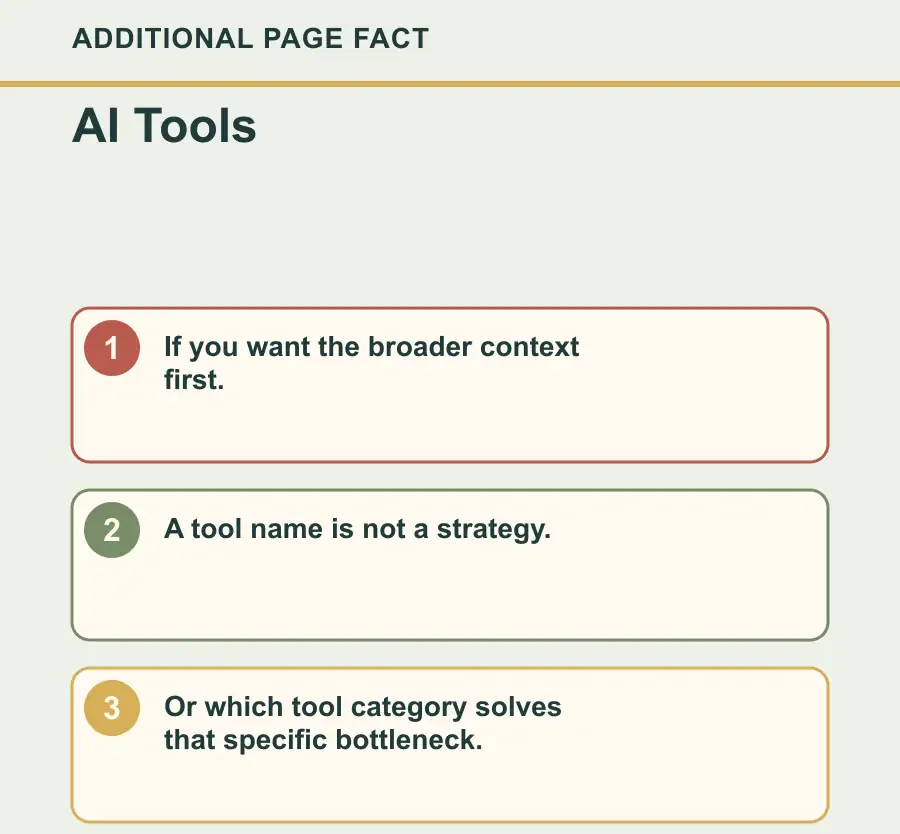 ADDITIONAL PAGE FACT
AI Tools
1
If you want the broader context
first.
2
A tool name is not a strategy.
3
Or which tool category solves
that specific bottleneck.